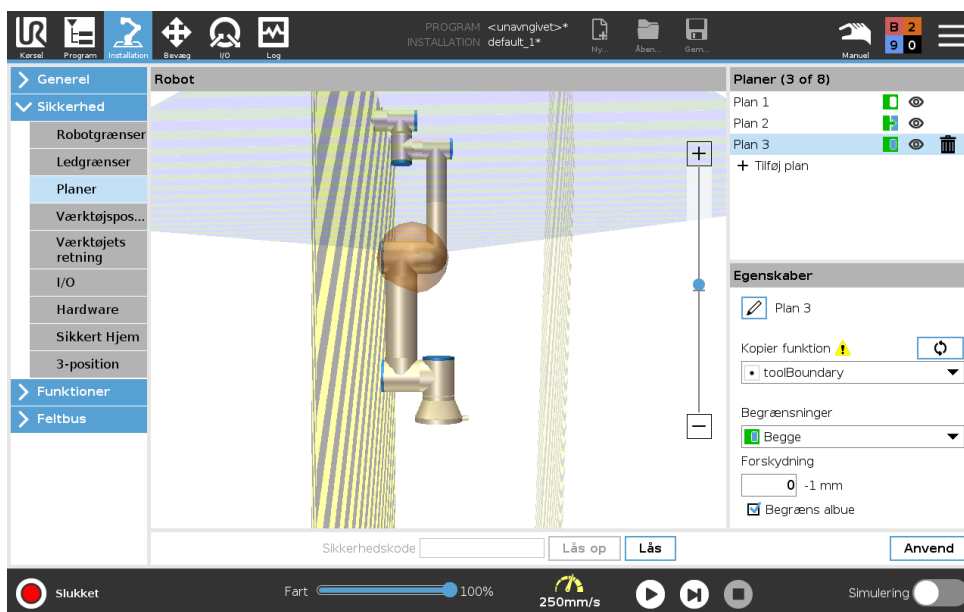 UR
PROGRAM <unavngivet>*
INSTALLATION default_1*
Kørsel Program Installation Bevæg I/O Log Ny... Åben... Gem... Manuel
B 2
9 0
Generel
Sikkerhed
Robotgrænser
Ledgrænser
Planer
Værktøjspos...
Værktøjets
retning
I/O
Hardware
Sikkert Hjem
3-position
Funktioner
Feltbus
Robot
Planer (3 of 8)
Plan 1
Plan 2
Plan 3
+ Tilføj plan
Egenskaber
Plan 3
Kopier funktion
toolBoundary
Begrænsninger
Begge
Forskydning
0 -1 mm
Begræns albue
Sikkerhedskode Lås op Lås Anvend
Slukket Fart 100% 250mm/s Simulering